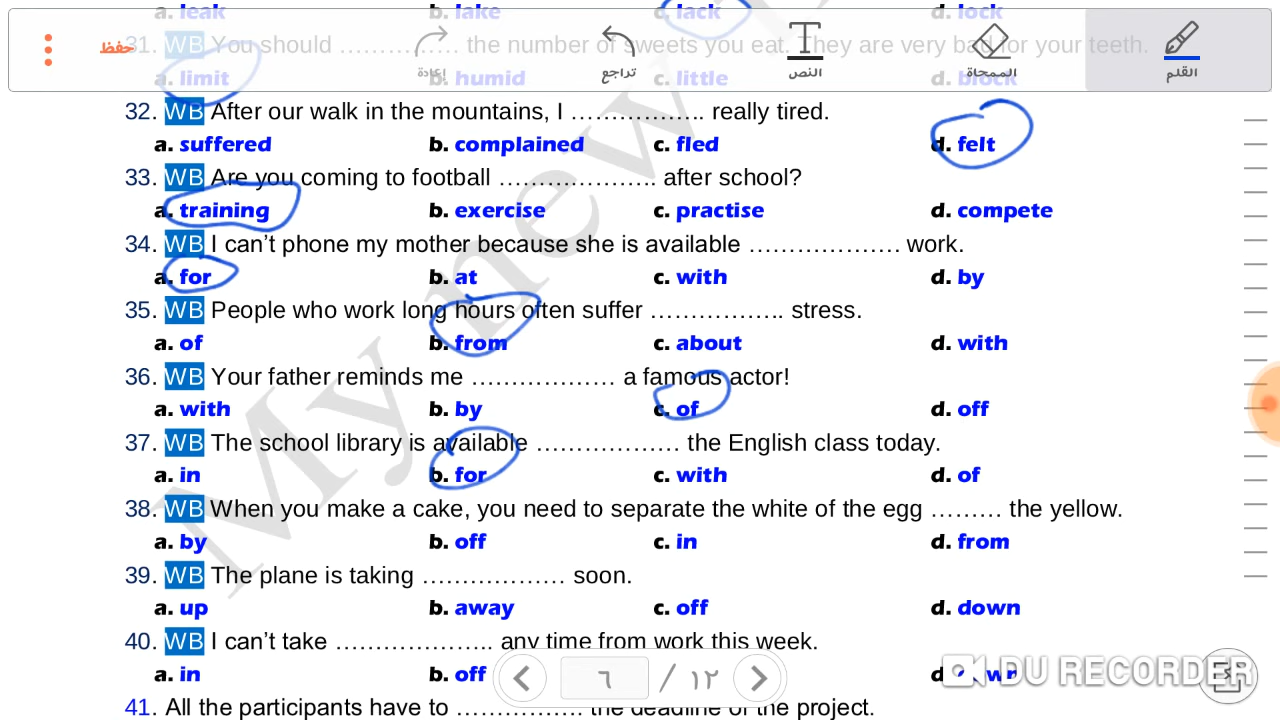 a. leak b. lake c. lack d. lock
حفظ
إعادة
تراجع
النص
الممحاة
القلم
31. WB You should …………… the number of sweets you eat. They are very bad for your teeth.
a. limit b. humid c. little d. block
32. WB After our walk in the mountains, I ……………… really tired.
a. suffered b. complained c. fled d. felt
33. WB Are you coming to football ………………… after school?
a. training b. exercise c. practise d. compete
34. WB I can't phone my mother because she is available ……………… work.
a. for b. at c. with d. by
35. WB People who work long hours often suffer …………….. stress.
a. of b. from c. about d. with
36. WB Your father reminds me ……………… a famous actor!
a. with b. by c. of d. off
37. WB The school library is available ……………… the English class today.
a. in b. for c. with d. of
38. WB When you make a cake, you need to separate the white of the egg ……… the yellow.
a. by b. off c. in d. from
39. WB The plane is taking ……………… soon.
a. up b. away c. off d. down
40. WB I can't take ……………….. any time from work this week.
a. in b. off d. down
٦ / ١٢
DU RECORDER
41. All the participants have to ……………. the deadline of the project.
My new